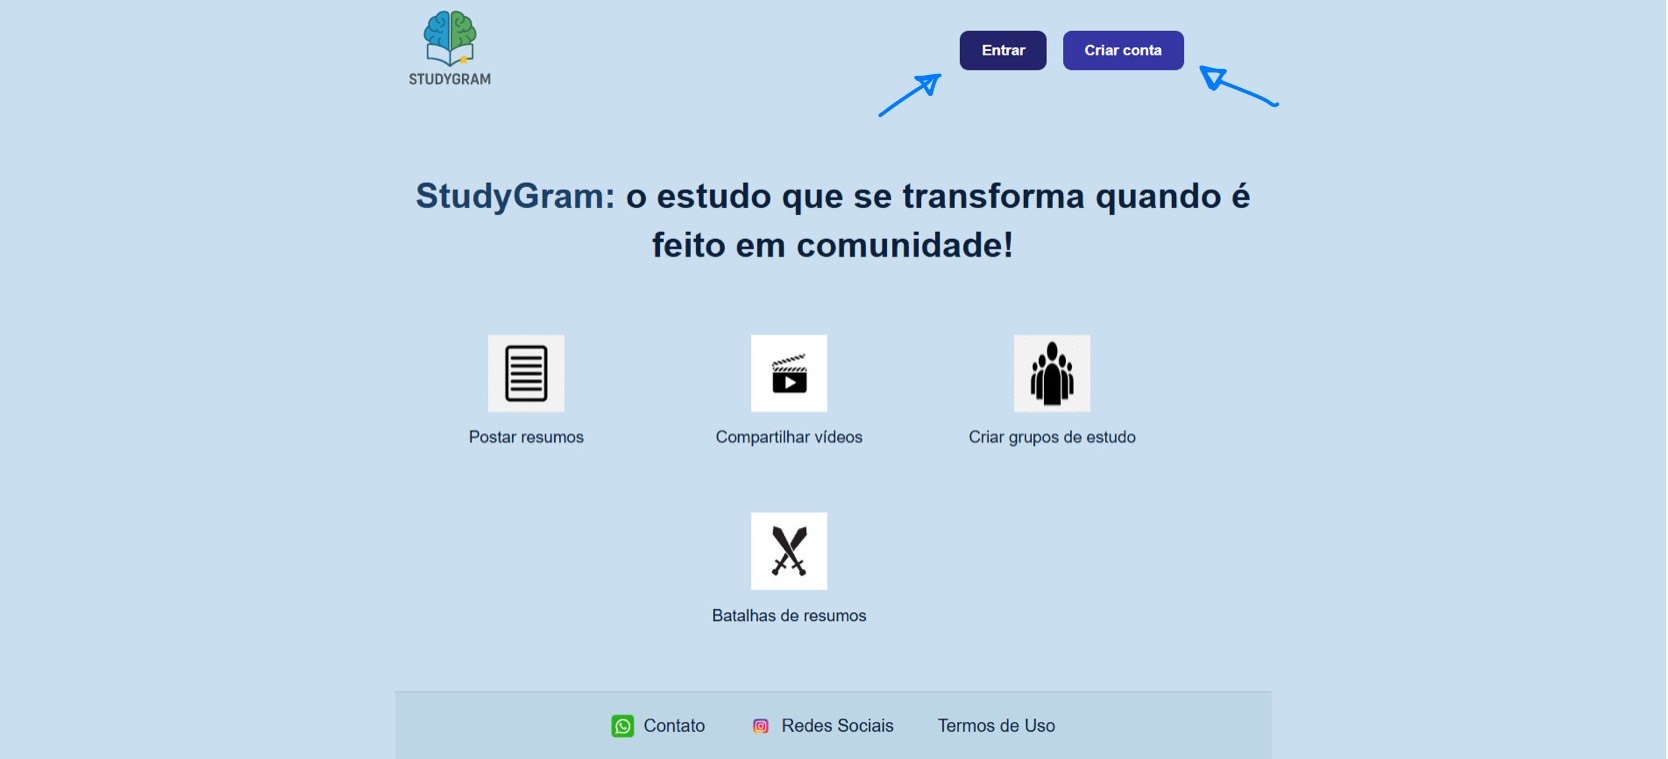 STUDYGRAM
Entrar
Criar conta
StudyGram: o estudo que se transforma quando é
feito em comunidade!
Postar resumos
Compartilhar vídeos
Criar grupos de estudo
Batalhas de resumos
Contato
Redes Sociais
Termos de Uso